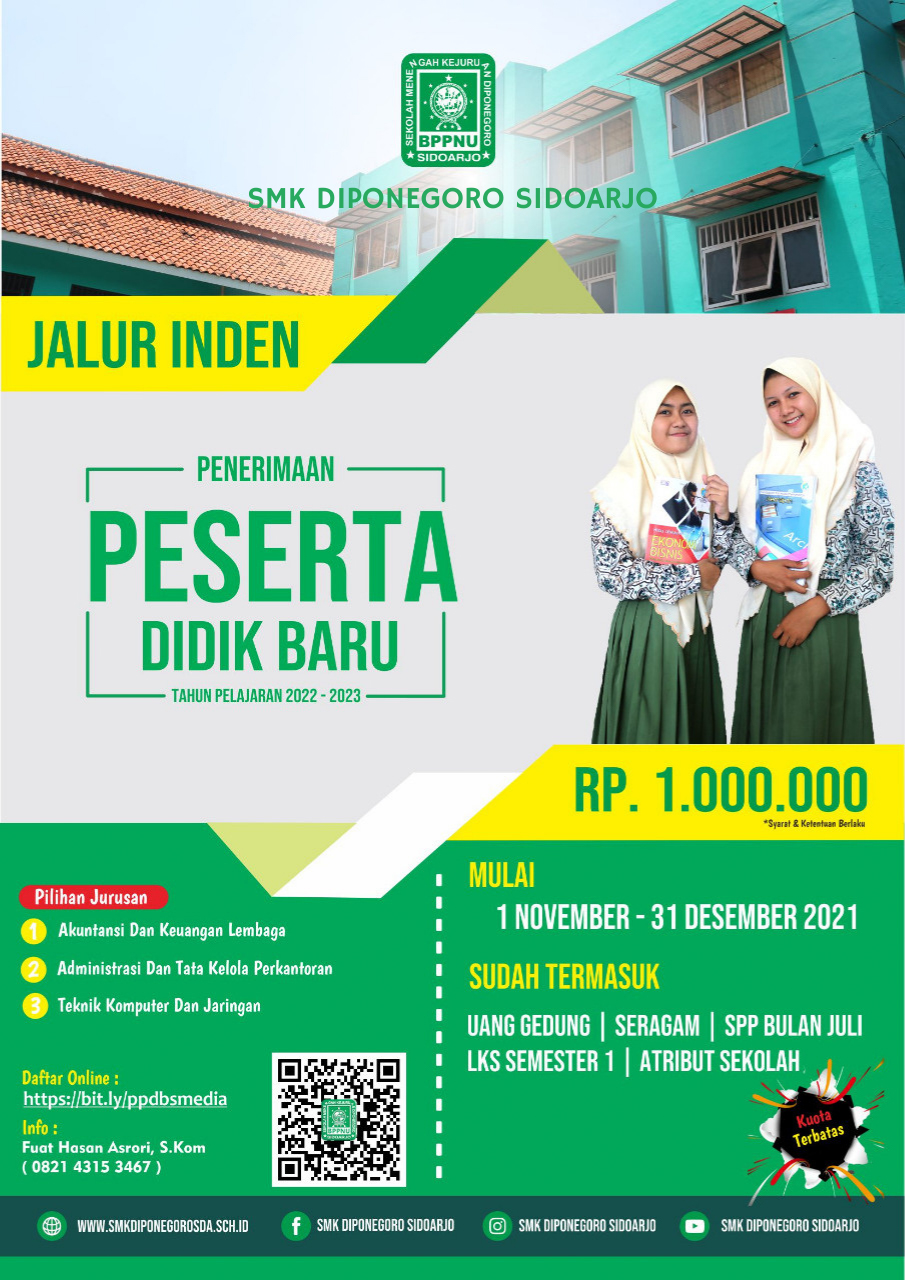 SEKOLAH MENENGAH KEJURUAN DIPONEGORO
BPPNU
SIDOARJO
SMK DIPONEGORO SIDOARJO
JALUR INDEN
PENERIMAAN
PESERTA
DIDIK BARU
TAHUN PELAJARAN 2022 - 2023
EKONOMI
BISNIS
RP. 1.000.000
*Syarat & Ketentuan Berlaku
Pilihan Jurusan
1 Akuntansi Dan Keuangan Lembaga
2 Administrasi Dan Tata Kelola Perkantoran
3 Teknik Komputer Dan Jaringan
Daftar Online :
https://bit.ly/ppdbsmedia
Info :
Fuat Hasan Asrori, S.Kom
( 0821 4315 3467 )
BPPNU
MULAI
1 NOVEMBER - 31 DESEMBER 2021
SUDAH TERMASUK
UANG GEDUNG | SERAGAM | SPP BULAN JULI
LKS SEMESTER 1 | ATRIBUT SEKOLAH
Kuota
Terbatas
WWW.SMKDIPONEGOROSDA.SCH.ID
SMK DIPONEGORO SIDOARJO
SMK DIPONEGORO SIDOARJO
SMK DIPONEGORO SIDOARJO